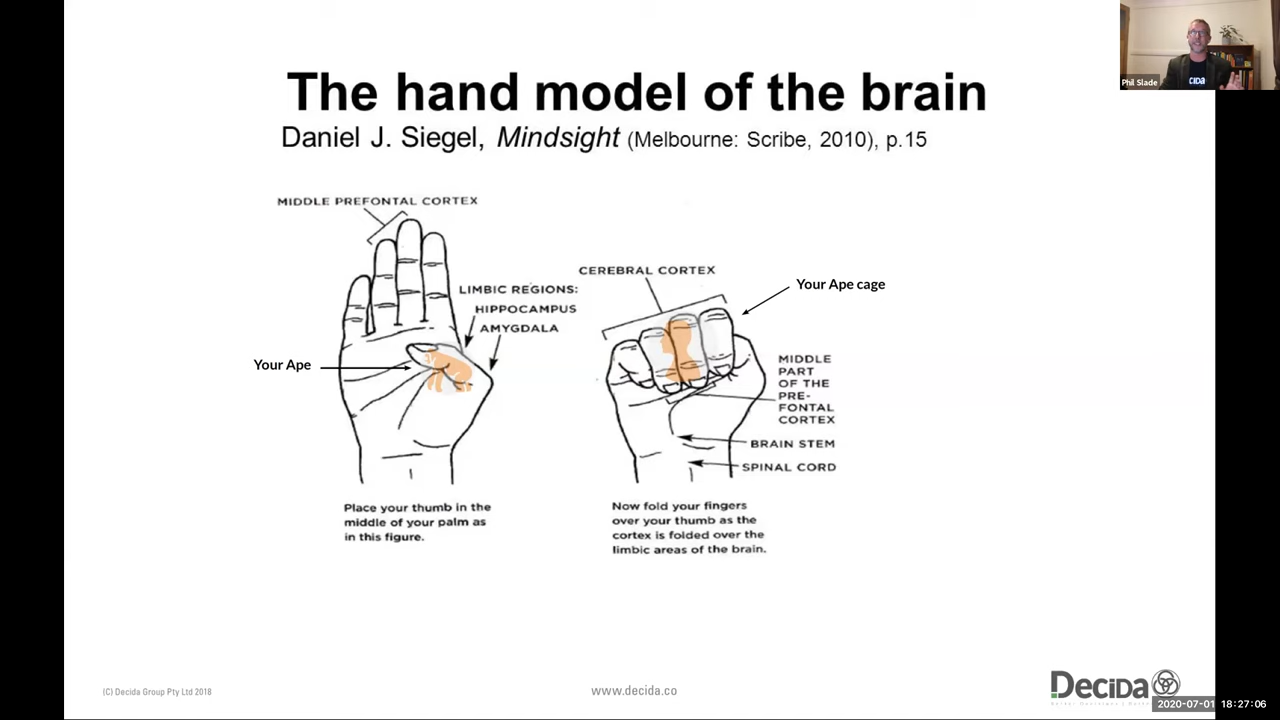 The hand model of the brain
Daniel J. Siegel, Mindsight (Melbourne: Scribe, 2010), p.15
Phil Slade
CIDA
MIDDLE PREFONTAL CORTEX
LIMBIC REGIONS:
HIPPOCAMPUS
AMYGDALA
Your Ape
Place your thumb in the
middle of your palm as
in this figure.
CEREBRAL CORTEX
Your Ape cage
MIDDLE
PART
OF THE
PRE-
FONTAL
CORTEX
BRAIN STEM
SPINAL CORD
Now fold your fingers
over your thumb as the
cortex is folded over the
limbic areas of the brain.
(C) Decida Group Pty Ltd 2018
www.decida.co
DeciDa
2020-07-01 18:27:06